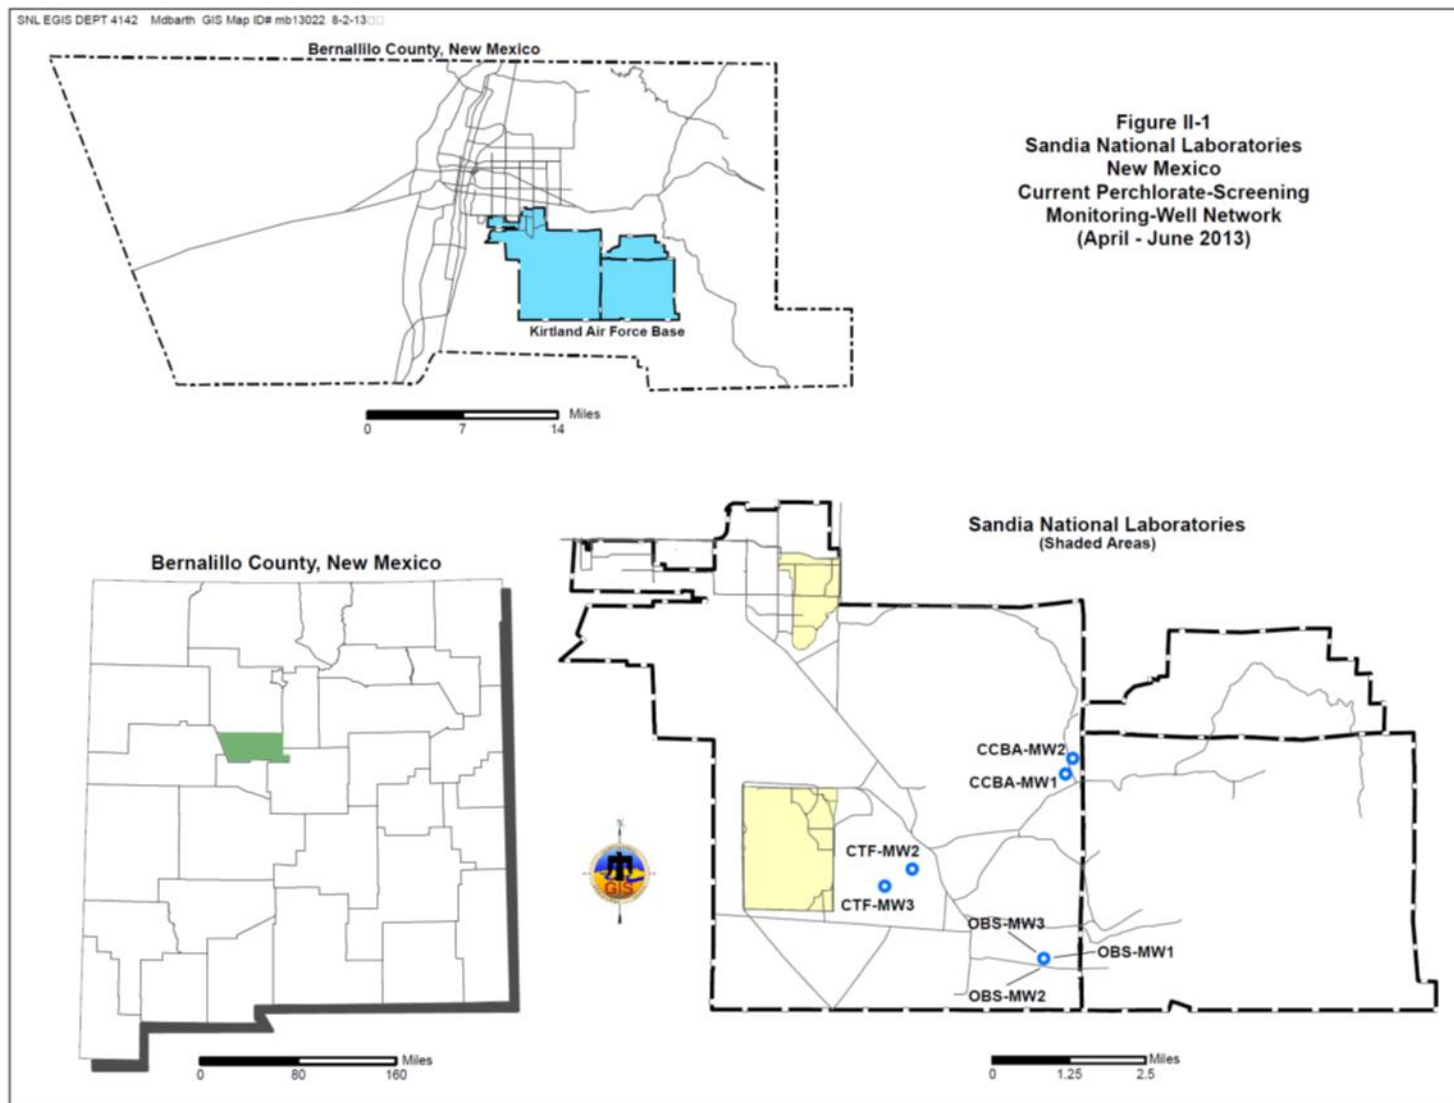 SNL EGIS DEPT 4142 Mdbarth GIS Map ID# mb13022 8-2-13
Bernallilo County, New Mexico
Figure II-1
Sandia National Laboratories
New Mexico
Current Perchlorate-Screening
Monitoring-Well Network
(April - June 2013)
Kirtland Air Force Base
Miles
0 7 14
Bernalillo County, New Mexico
Sandia National Laboratories
(Shaded Areas)
CCBA-MW2
CCBA-MW1
CTF-MW2
CTF-MW3
OBS-MW3
OBS-MW1
OBS-MW2
GIS
Miles
0 80 160
Miles
0 1.25 2.5